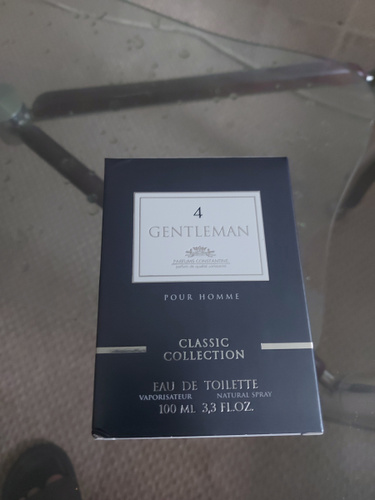 4
GENTLEMAN
POUR HOMME
CLASSIC
COLLECTION
EAU DE TOILETTE
VAPORISATEUR NATURAL SPRAY
100 ML 3,3 FL.OZ.